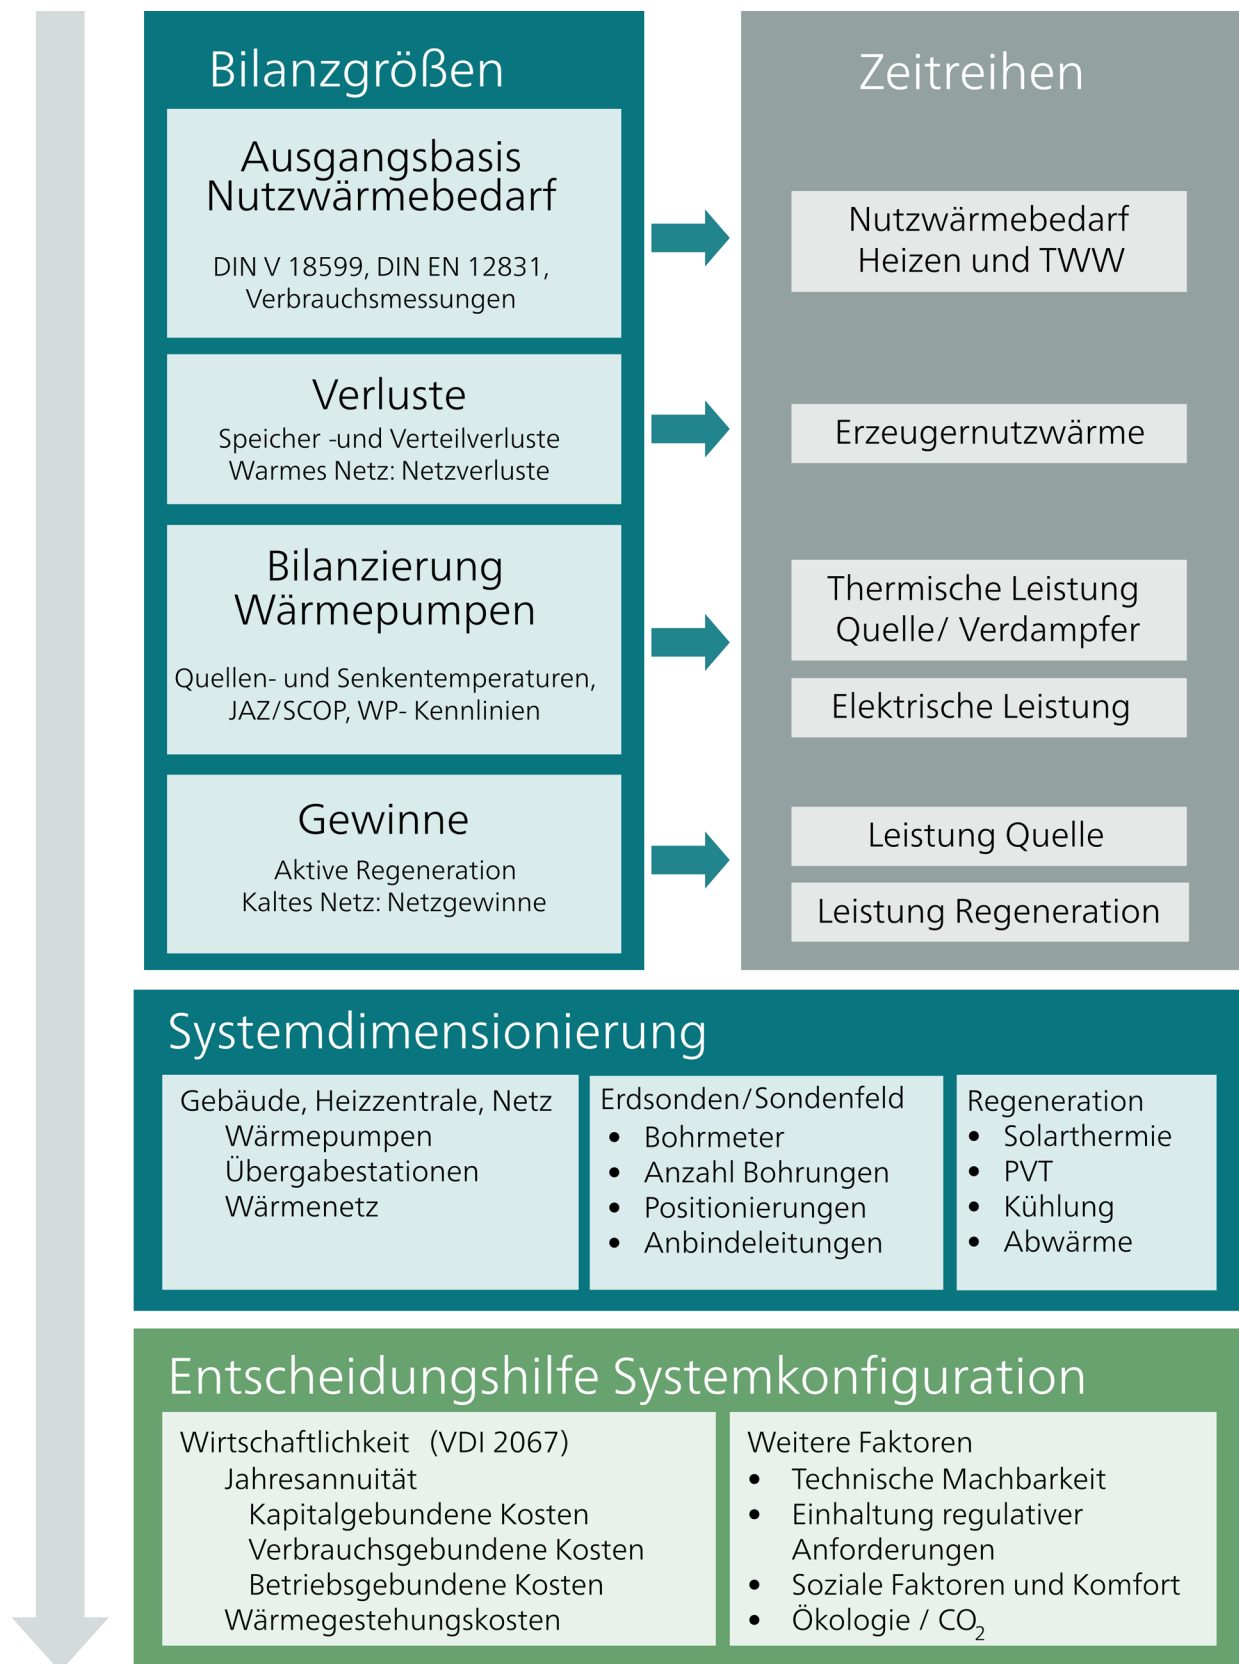 Bilanzgrößen
Ausgangsbasis
Nutzwärmebedarf
DIN V 18599, DIN EN 12831,
Verbrauchsmessungen
Verluste
Speicher -und Verteilverluste
Warmes Netz: Netzverluste
Bilanzierung
Wärmepumpen
Quellen- und Senkentemperaturen,
JAZ/SCOP, WP- Kennlinien
Gewinne
Aktive Regeneration
Kaltes Netz: Netzgewinne
Zeitreihen
Nutzwärmebedarf
Heizen und TWW
Erzeugernutzwärme
Thermische Leistung
Quelle/ Verdampfer
Elektrische Leistung
Leistung Quelle
Leistung Regeneration
Systemdimensionierung
Gebäude, Heizzentrale, Netz
Wärmepumpen
Übergabestationen
Wärmenetz
Erdsonden/Sondenfeld
• Bohrmeter
• Anzahl Bohrungen
• Positionierungen
• Anbindeleitungen
Regeneration
• Solarthermie
• PVT
• Kühlung
• Abwärme
Entscheidungshilfe Systemkonfiguration
Wirtschaftlichkeit (VDI 2067)
Jahresannuität
Kapitalgebundene Kosten
Verbrauchsgebundene Kosten
Betriebsgebundene Kosten
Wärmegestehungskosten
Weitere Faktoren
• Technische Machbarkeit
• Einhaltung regulativer
Anforderungen
• Soziale Faktoren und Komfort
• Ökologie / CO₂